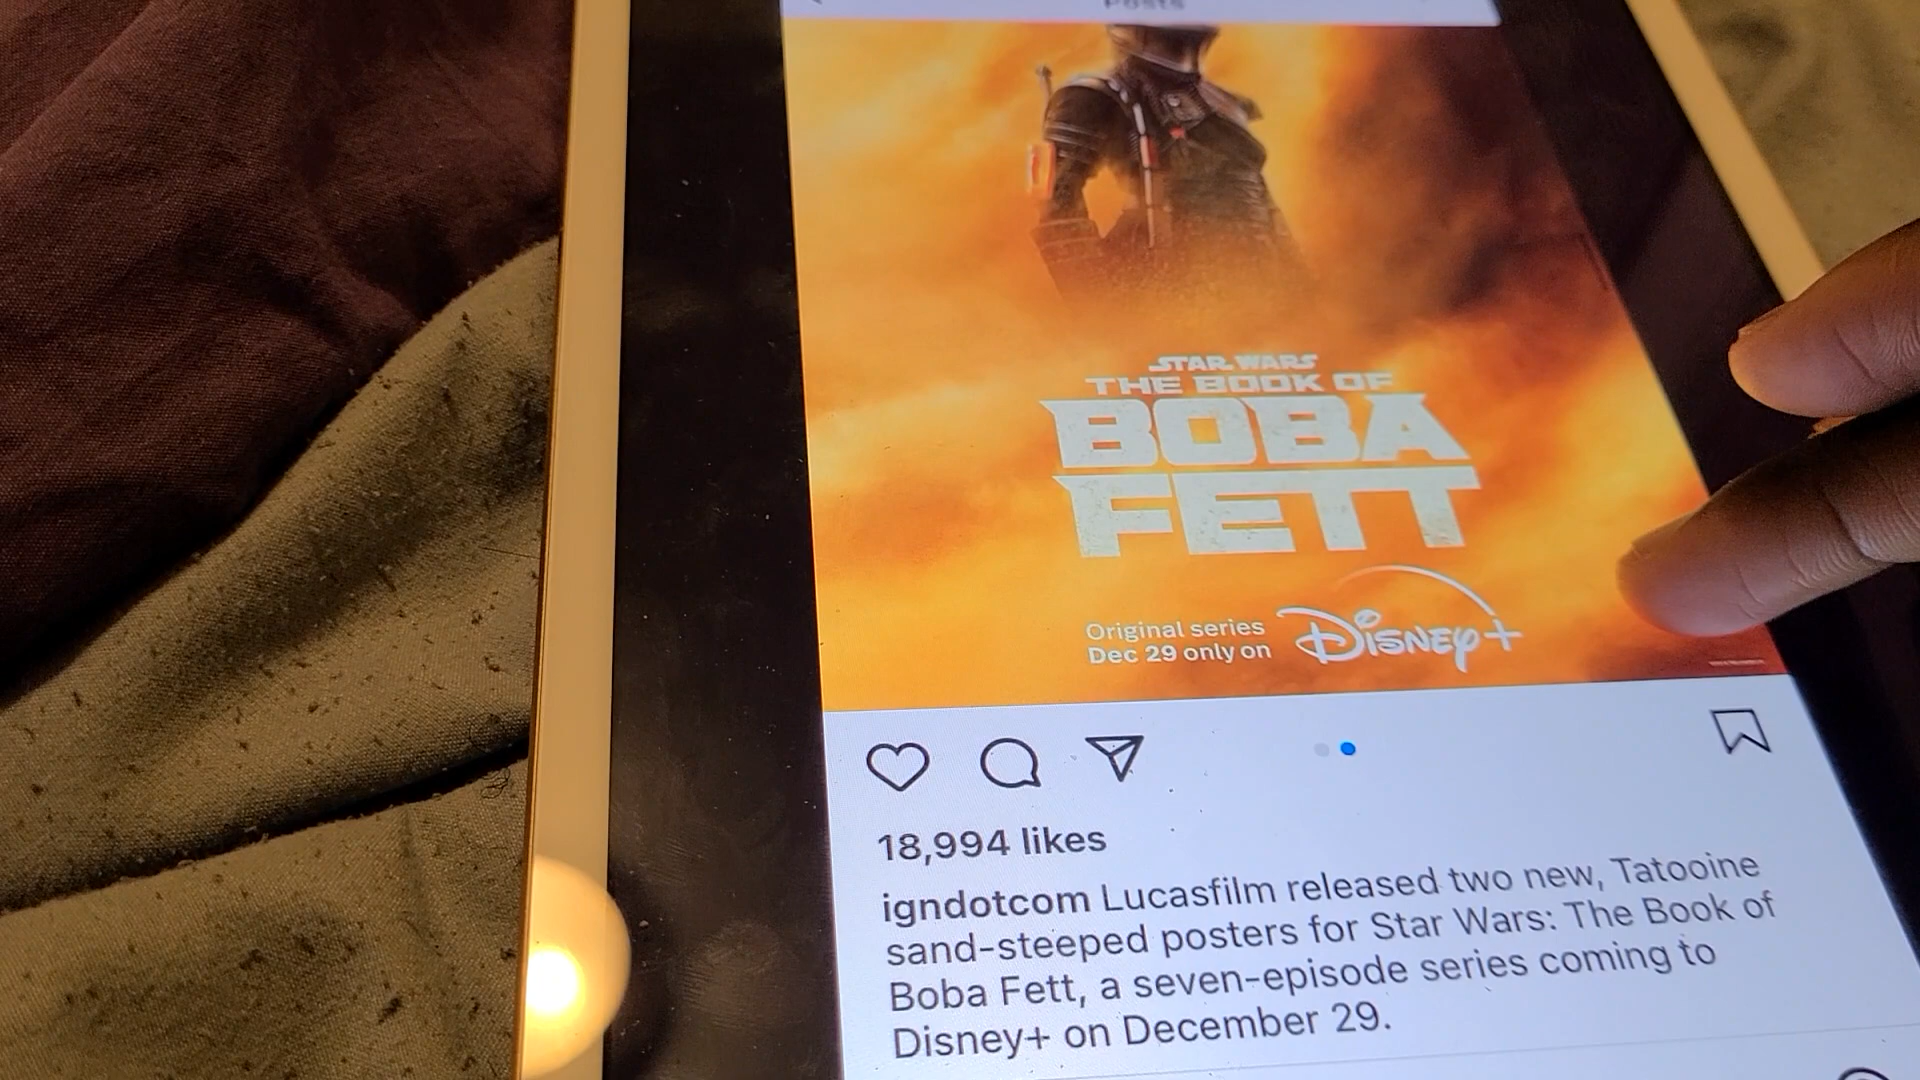 Posts
STAR WARS
THE BOOK OF
BOBA
FETT
Original series
Dec 29 only on
Disney+
18,994 likes
igndotcom Lucasfilm released two new, Tatooine
sand-steeped posters for Star Wars: The Book of
Boba Fett, a seven-episode series coming to
Disney+ on December 29.